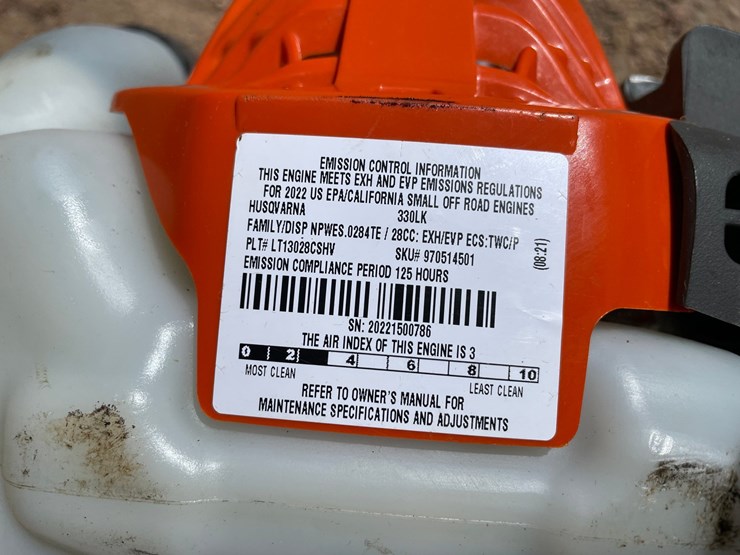 EMISSION CONTROL INFORMATION
THIS ENGINE MEETS EXH AND EVP EMISSIONS REGULATIONS
FOR 2022 US EPA/CALIFORNIA SMALL OFF ROAD ENGINES.
HUSQVARNA 330LK
FAMILY/DISP NPWES.0284TE / 28CC: EXH/EVP ECS:TWC/P
PLT# LT13028CSHV SKU# 970514501
EMISSION COMPLIANCE PERIOD 125 HOURS
(08:21)
SN: 20221500786
THE AIR INDEX OF THIS ENGINE IS 3
0 2 4 6 8 10
MOST CLEAN LEAST CLEAN
REFER TO OWNER'S MANUAL FOR
MAINTENANCE SPECIFICATIONS AND ADJUSTMENTS